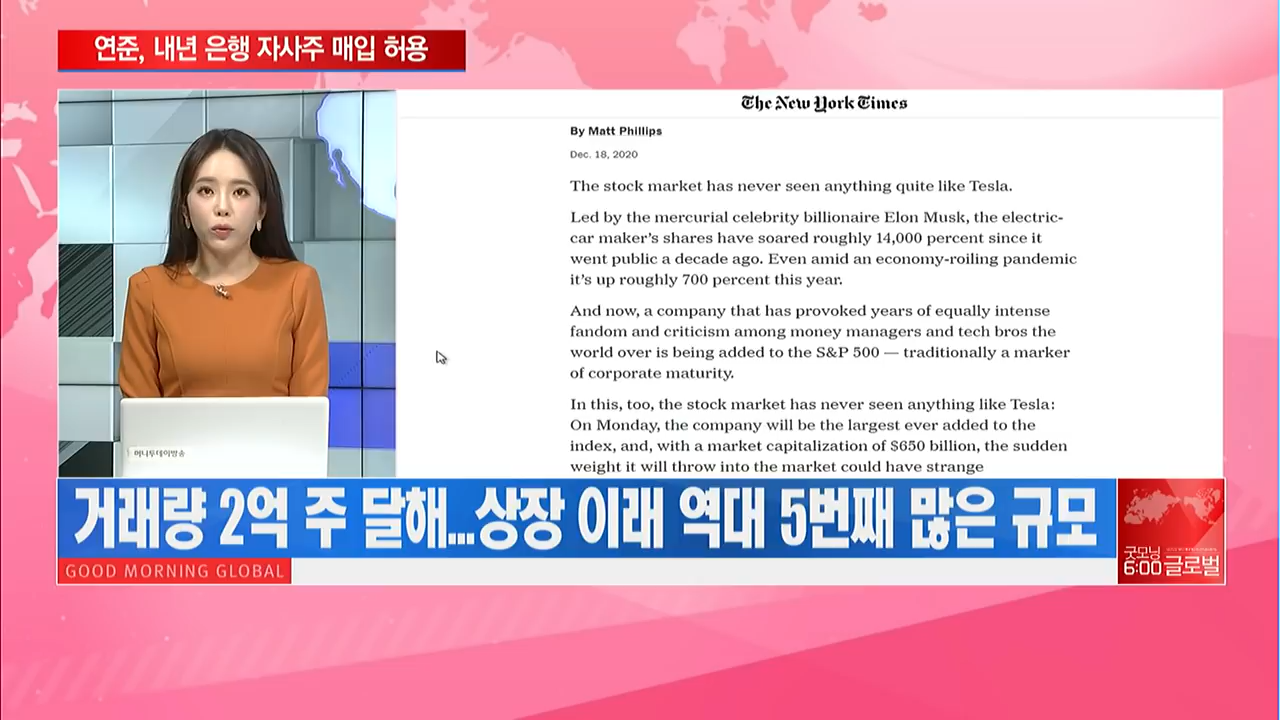 연준, 내년 은행 자사주 매입 허용
The New York Times
By Matt Phillips
Dec. 18, 2020
The stock market has never seen anything quite like Tesla.
Led by the mercurial celebrity billionaire Elon Musk, the electric-
car maker's shares have soared roughly 14,000 percent since it
went public a decade ago. Even amid an economy-roiling pandemic
it's up roughly 700 percent this year.
And now, a company that has provoked years of equally intense
fandom and criticism among money managers and tech bros the
world over is being added to the S&P 500 — traditionally a marker
of corporate maturity.
In this, too, the stock market has never seen anything like Tesla:
On Monday, the company will be the largest ever added to the
index, and, with a market capitalization of $650 billion, the sudden
weight it will throw into the market could have strange
머니투데이방송
거래량 2억 주 달해...상장 이래 역대 5번째 많은 규모
GOOD MORNING GLOBAL
굿모닝
6:00 글로벌